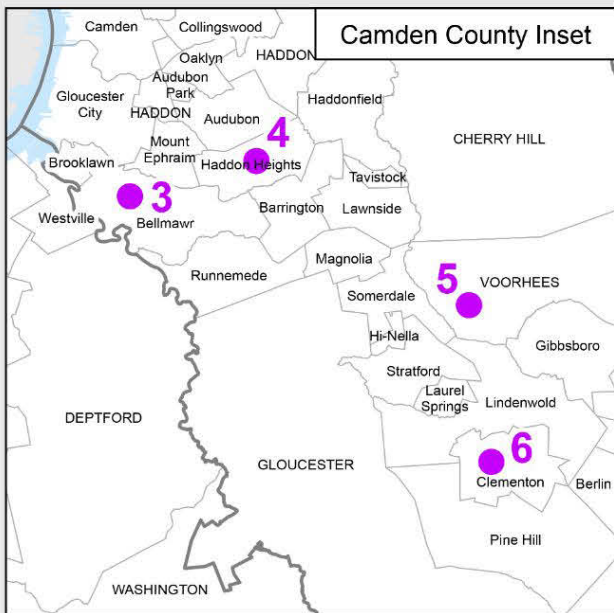 Camden County Inset
Camden
Collingswood
Oaklyn
HADDON
Audubon
Park
Gloucester
City
HADDON
Audubon
Haddonfield
CHERRY HILL
4
Mount
Ephraim
Brooklawn
Haddon Heights
Tavistock
3
Westville
Bellmawr
Barrington
Lawnside
Runnemede
Magnolia
5
VOORHEES
Somerdale
Hi-Nella
Gibbsboro
Stratford
Laurel
Springs
Lindenwold
DEPTFORD
GLOUCESTER
6
Clementon
Berlin
Pine Hill
WASHINGTON